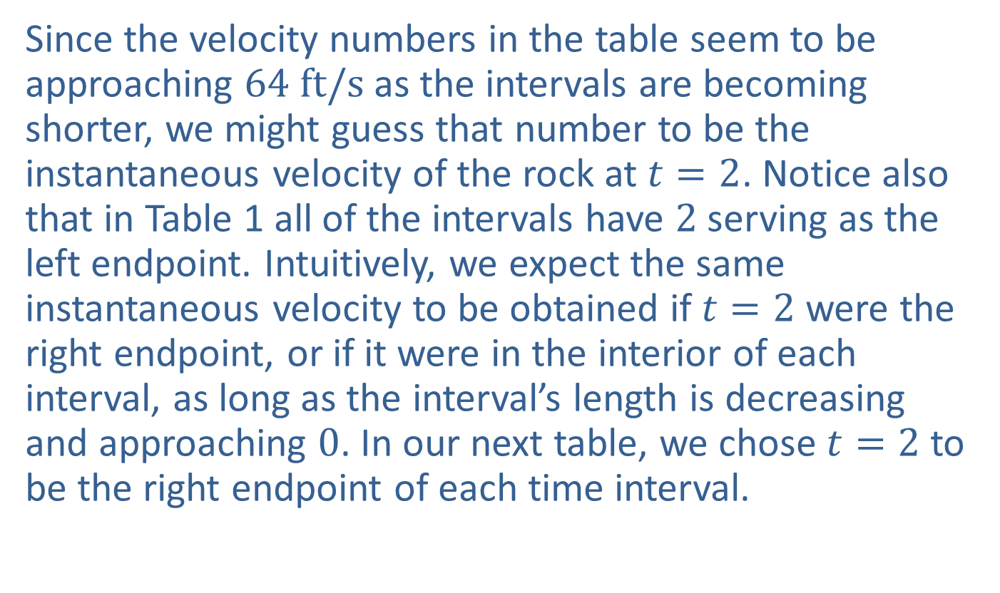 Since the velocity numbers in the table seem to be
approaching 64 ft/s as the intervals are becoming
shorter, we might guess that number to be the
instantaneous velocity of the rock at t = 2. Notice also
that in Table 1 all of the intervals have 2 serving as the
left endpoint. Intuitively, we expect the same
instantaneous velocity to be obtained if t = 2 were the
right endpoint, or if it were in the interior of each
interval, as long as the interval’s length is decreasing
and approaching 0. In our next table, we chose t = 2 to
be the right endpoint of each time interval.